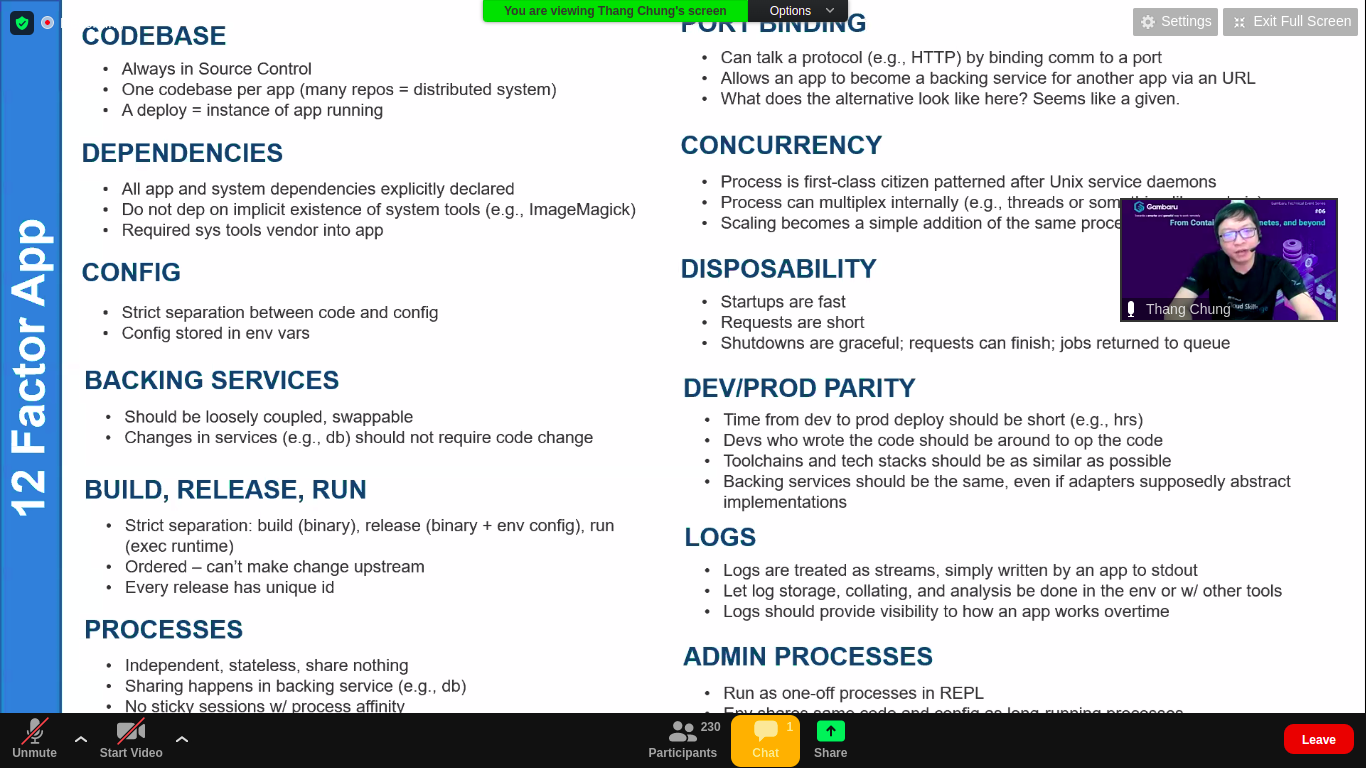 You are viewing Thang Chung's screen
Options
Settings
Exit Full Screen
12 Factor App
CODEBASE
• Always in Source Control
• One codebase per app (many repos = distributed system)
• A deploy = instance of app running
DEPENDENCIES
• All app and system dependencies explicitly declared
• Do not dep on implicit existence of system tools (e.g., ImageMagick)
• Required sys tools vendor into app
CONFIG
• Strict separation between code and config
• Config stored in env vars
BACKING SERVICES
• Should be loosely coupled, swappable
• Changes in services (e.g., db) should not require code change
BUILD, RELEASE, RUN
• Strict separation: build (binary), release (binary + env config), run
(exec runtime)
• Ordered – can’t make change upstream
• Every release has unique id
PROCESSES
• Independent, stateless, share nothing
• Sharing happens in backing service (e.g., db)
• No sticky sessions w/ process affinity
PORT BINDING
• Can talk a protocol (e.g., HTTP) by binding comm to a port
• Allows an app to become a backing service for another app via an URL
• What does the alternative look like here? Seems like a given.
CONCURRENCY
• Process is first-class citizen patterned after Unix service daemons
• Process can multiplex internally (e.g., threads or
• Scaling becomes a simple addition of the same
DISPOSABILITY
• Startups are fast
• Requests are short
• Shutdowns are graceful; requests can finish; jobs returned to queue
DEV/PROD PARITY
• Time from dev to prod deploy should be short (e.g., hrs)
• Devs who wrote the code should be around to op the code
• Toolchains and tech stacks should be as similar as possible
• Backing services should be the same, even if adapters supposedly abstract
implementations
LOGS
• Logs are treated as streams, simply written by an app to stdout
• Let log storage, collating, and analysis be done in the env or w/ other tools
• Logs should provide visibility to how an app works overtime
ADMIN PROCESSES
• Run as one-off processes in REPL
• Env shares same code and config as long running processes
Gambaru
#06
From and beyond
Thang Chung
Unmute
Start Video
Participants
230
Chat
1
Share
Leave